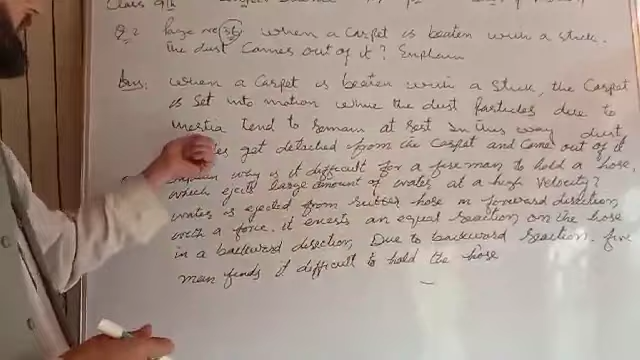 Class 9th
Q.2 Page no (31) when a Carpet is beaten with a stick.
The dust Comes out of it? Explain
Ans: When a Carpet is beaten with a Stick, the Carpet
is Set into motion while the dust Particles due to
inertia tend to Remain at Rest In this way dust
get detached from the Carpet and Come out of it
why is it difficult for a fireman to hold a hose,
which ejects large amount of water at a high Velocity?
water is ejected from rubber hose in forward direction
with a force. it exerts an equal reaction on the hose
in a backward direction Due to backward reaction. fire
man finds it difficult to hold the hose